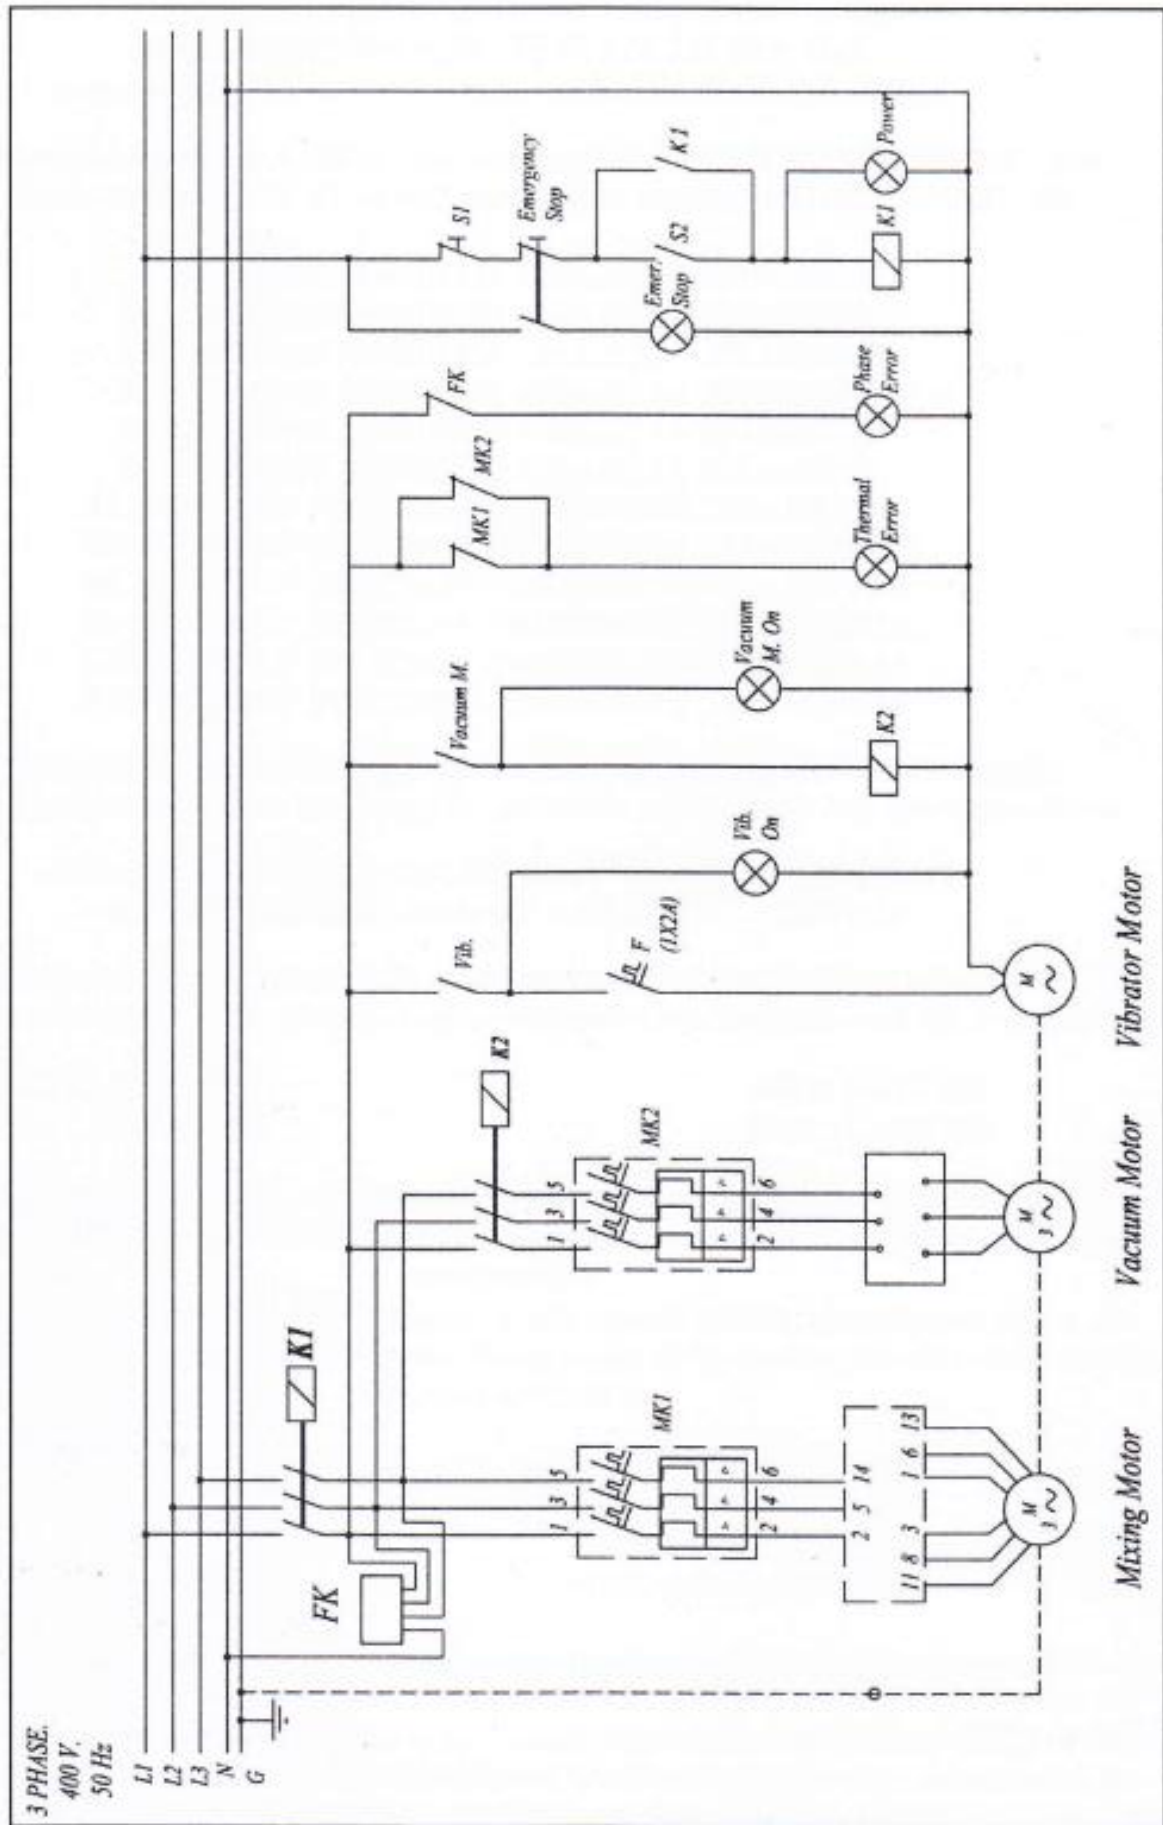 3 PHASE.
400 V.
50 Hz
L1
L2
L3
N
G
FK
K1
1 3 5
MK1
2 4 6
2 5 14
11 8 3 1 6 13
M
3 ~
Mixing Motor
K2
1 3 5
MK2
2 4 6
M
3 ~
Vacuum Motor
Vib.
F
(1X2A)
Vib.
On
M
~
Vibrator Motor
Vacuum M.
Vacuum
M. On
K2
MK1
MK2
Thermal
Error
FK
Phase
Error
Emer.
Stop
S1
Emergency
Stop
S2
K1
K1
Power